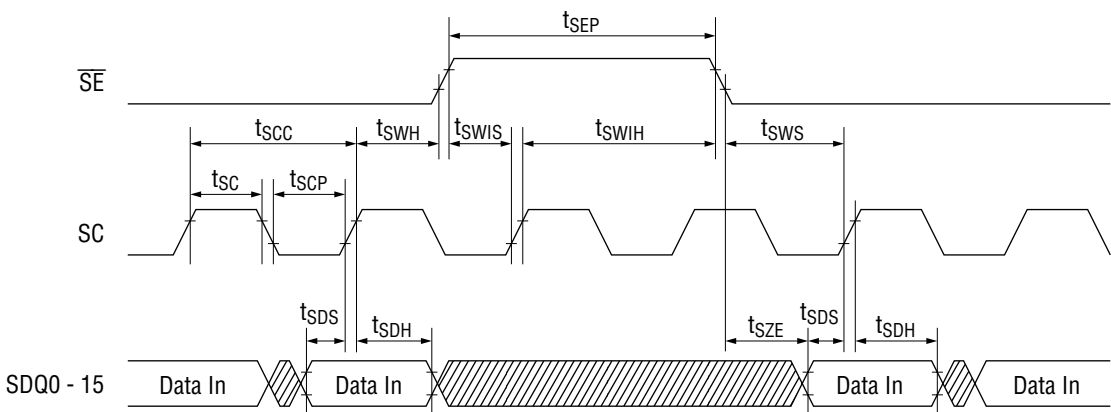 tSEP
SE
tSCC tSWH tSWIS tSWIH tSWS
tSC tSCP
SC
tSDS tSDH tSZE tSDS tSDH
SDQ0 - 15 Data In Data In Data In Data In